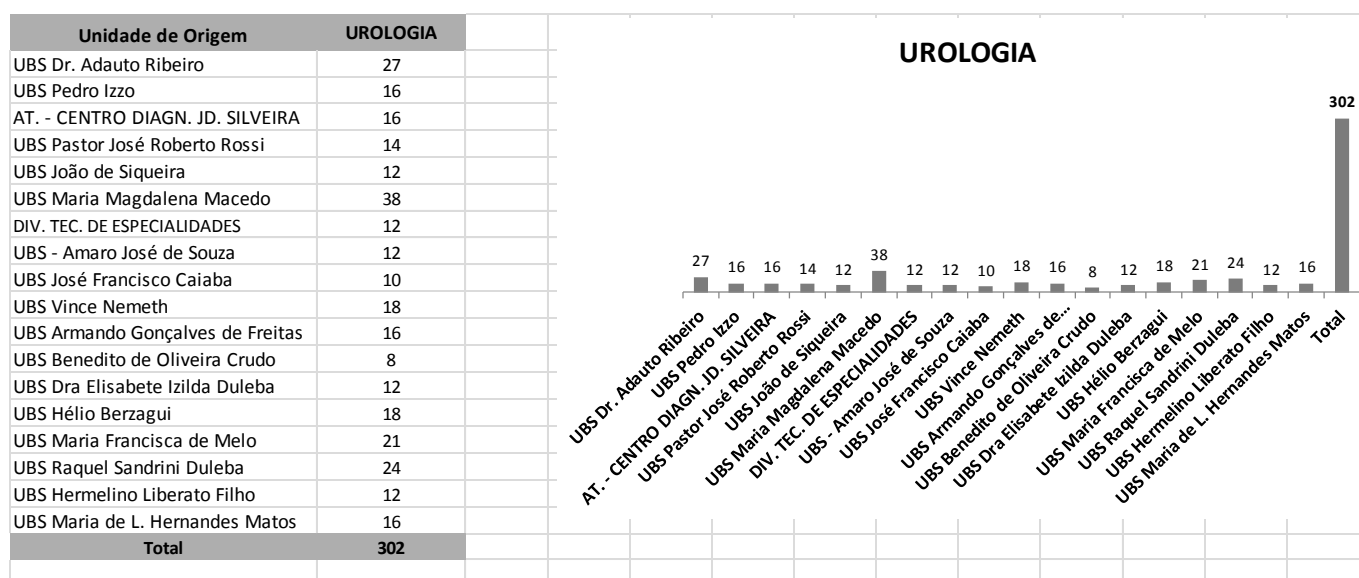 Unidade de Origem UROLOGIA
UBS Dr. Adauto Ribeiro 27
UBS Pedro Izzo 16
AT. - CENTRO DIAGN. JD. SILVEIRA 16
UBS Pastor José Roberto Rossi 14
UBS João de Siqueira 12
UBS Maria Magdalena Macedo 38
DIV. TEC. DE ESPECIALIDADES 12
UBS - Amaro José de Souza 12
UBS José Francisco Caiaba 10
UBS Vince Nemeth 18
UBS Armando Gonçalves de Freitas 16
UBS Benedito de Oliveira Crudo 8
UBS Dra Elisabete Izilda Duleba 12
UBS Hélio Berzagui 18
UBS Maria Francisca de Melo 21
UBS Raquel Sandrini Duleba 24
UBS Hermelino Liberato Filho 12
UBS Maria de L. Hernandes Matos 16
Total 302
UROLOGIA
27 16 16 14 12 38 12 12 10 18 16 8 12 18 21 24 12 16 302
UBS Dr. Adauto Ribeiro
UBS Pedro Izzo
AT. - CENTRO DIAGN. JD. SILVEIRA
UBS Pastor José Roberto Rossi
UBS João de Siqueira
UBS Maria Magdalena Macedo
DIV. TEC. DE ESPECIALIDADES
UBS - Amaro José de Souza
UBS José Francisco Caiaba
UBS Vince Nemeth
UBS Armando Gonçalves de...
UBS Benedito de Oliveira Crudo
UBS Dra Elisabete Izilda Duleba
UBS Hélio Berzagui
UBS Maria Francisca de Melo
UBS Raquel Sandrini Duleba
UBS Hermelino Liberato Filho
UBS Maria de L. Hernandes Matos
Total